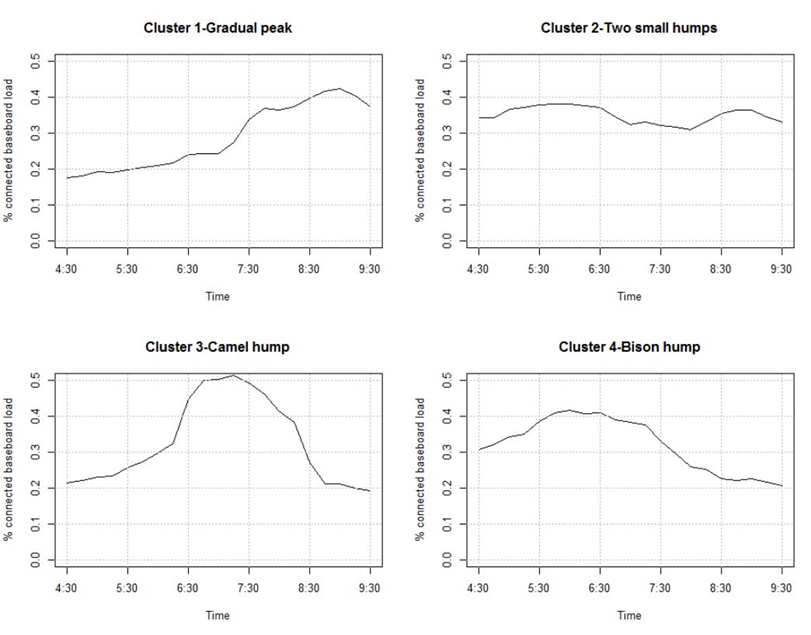 Cluster 1-Gradual peak
% connected baseboard load
0.5
0.4
0.3
0.2
0.1
0.0
4:30 5:30 6:30 7:30 8:30 9:30
Time
Cluster 2-Two small humps
% connected baseboard load
0.5
0.4
0.3
0.2
0.1
0.0
4:30 5:30 6:30 7:30 8:30 9:30
Time
Cluster 3-Camel hump
% connected baseboard load
0.5
0.4
0.3
0.2
0.1
0.0
4:30 5:30 6:30 7:30 8:30 9:30
Time
Cluster 4-Bison hump
% connected baseboard load
0.5
0.4
0.3
0.2
0.1
0.0
4:30 5:30 6:30 7:30 8:30 9:30
Time